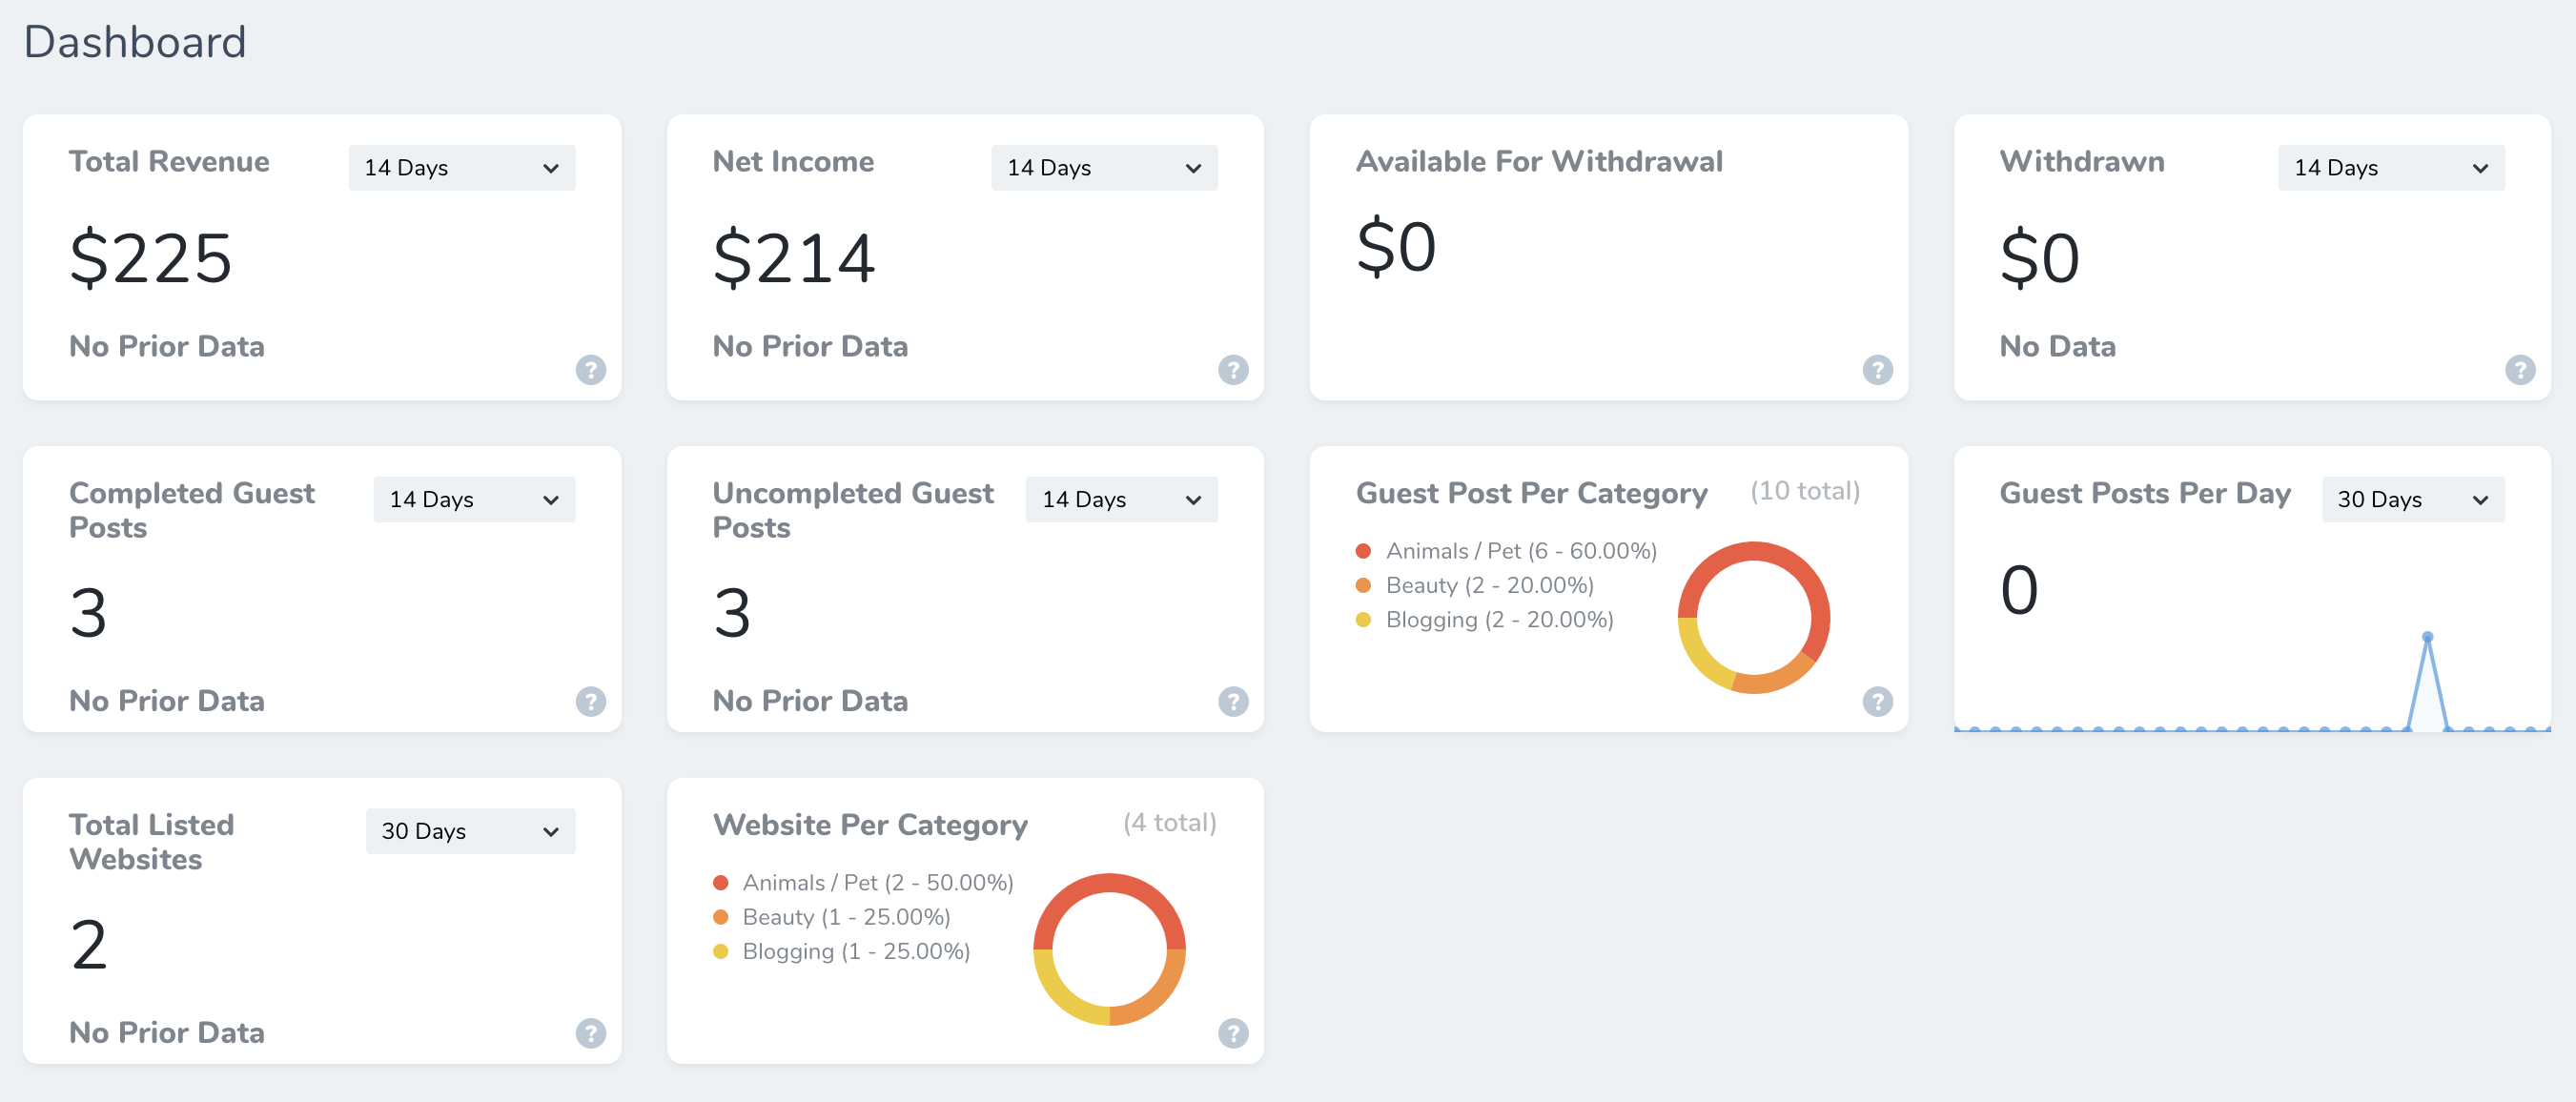 Dashboard
Total Revenue
14 Days
$225
No Prior Data
?
Net Income
14 Days
$214
No Prior Data
?
Available For Withdrawal
$0
?
Withdrawn
14 Days
$0
No Data
?
Completed Guest
Posts
14 Days
3
No Prior Data
?
Uncompleted Guest
Posts
14 Days
3
No Prior Data
?
Guest Post Per Category
(10 total)
Animals / Pet (6 - 60.00%)
Beauty (2 - 20.00%)
Blogging (2 - 20.00%)
?
Guest Posts Per Day
30 Days
0
Total Listed
Websites
30 Days
2
No Prior Data
?
Website Per Category
(4 total)
Animals / Pet (2 - 50.00%)
Beauty (1 - 25.00%)
Blogging (1 - 25.00%)
?